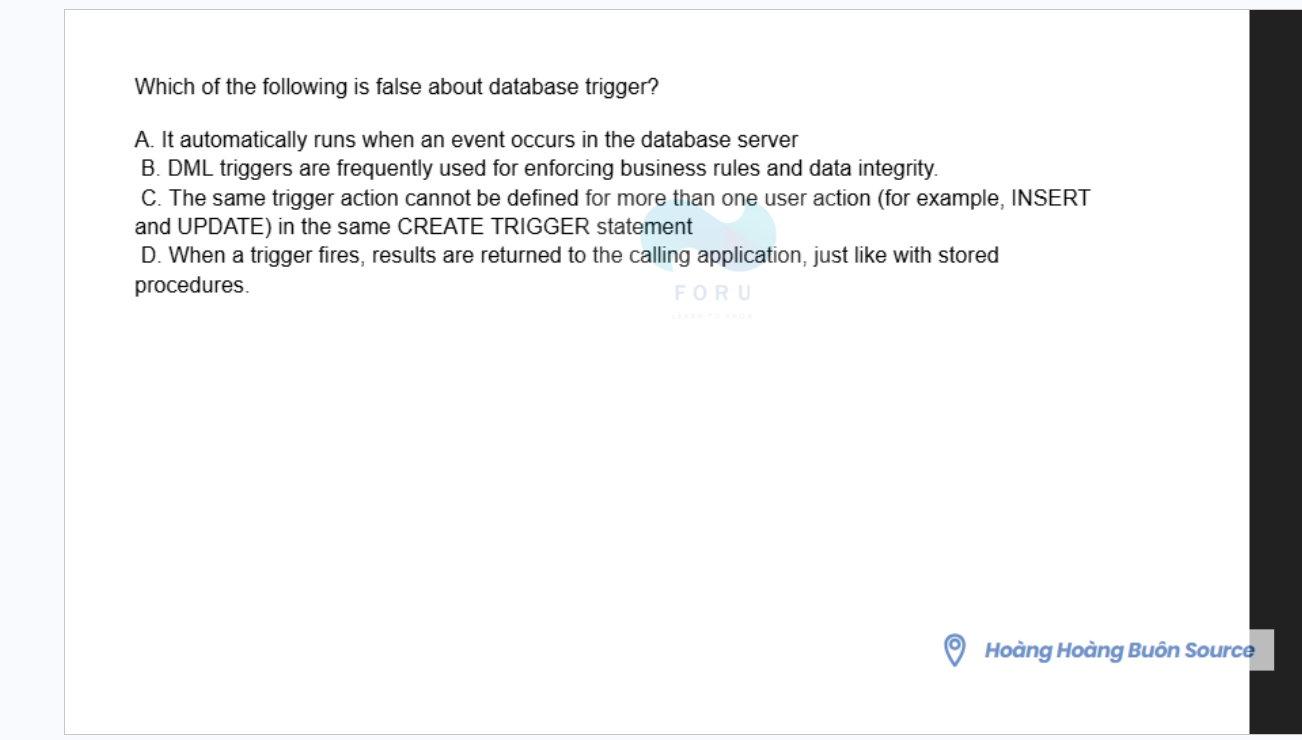 Which of the following is false about database trigger?
A. It automatically runs when an event occurs in the database server
B. DML triggers are frequently used for enforcing business rules and data integrity.
C. The same trigger action cannot be defined for more than one user action (for example, INSERT
and UPDATE) in the same CREATE TRIGGER statement
D. When a trigger fires, results are returned to the calling application, just like with stored
procedures.
FORU
LEARN TO KNOW
Hoàng Hoàng Buôn Source